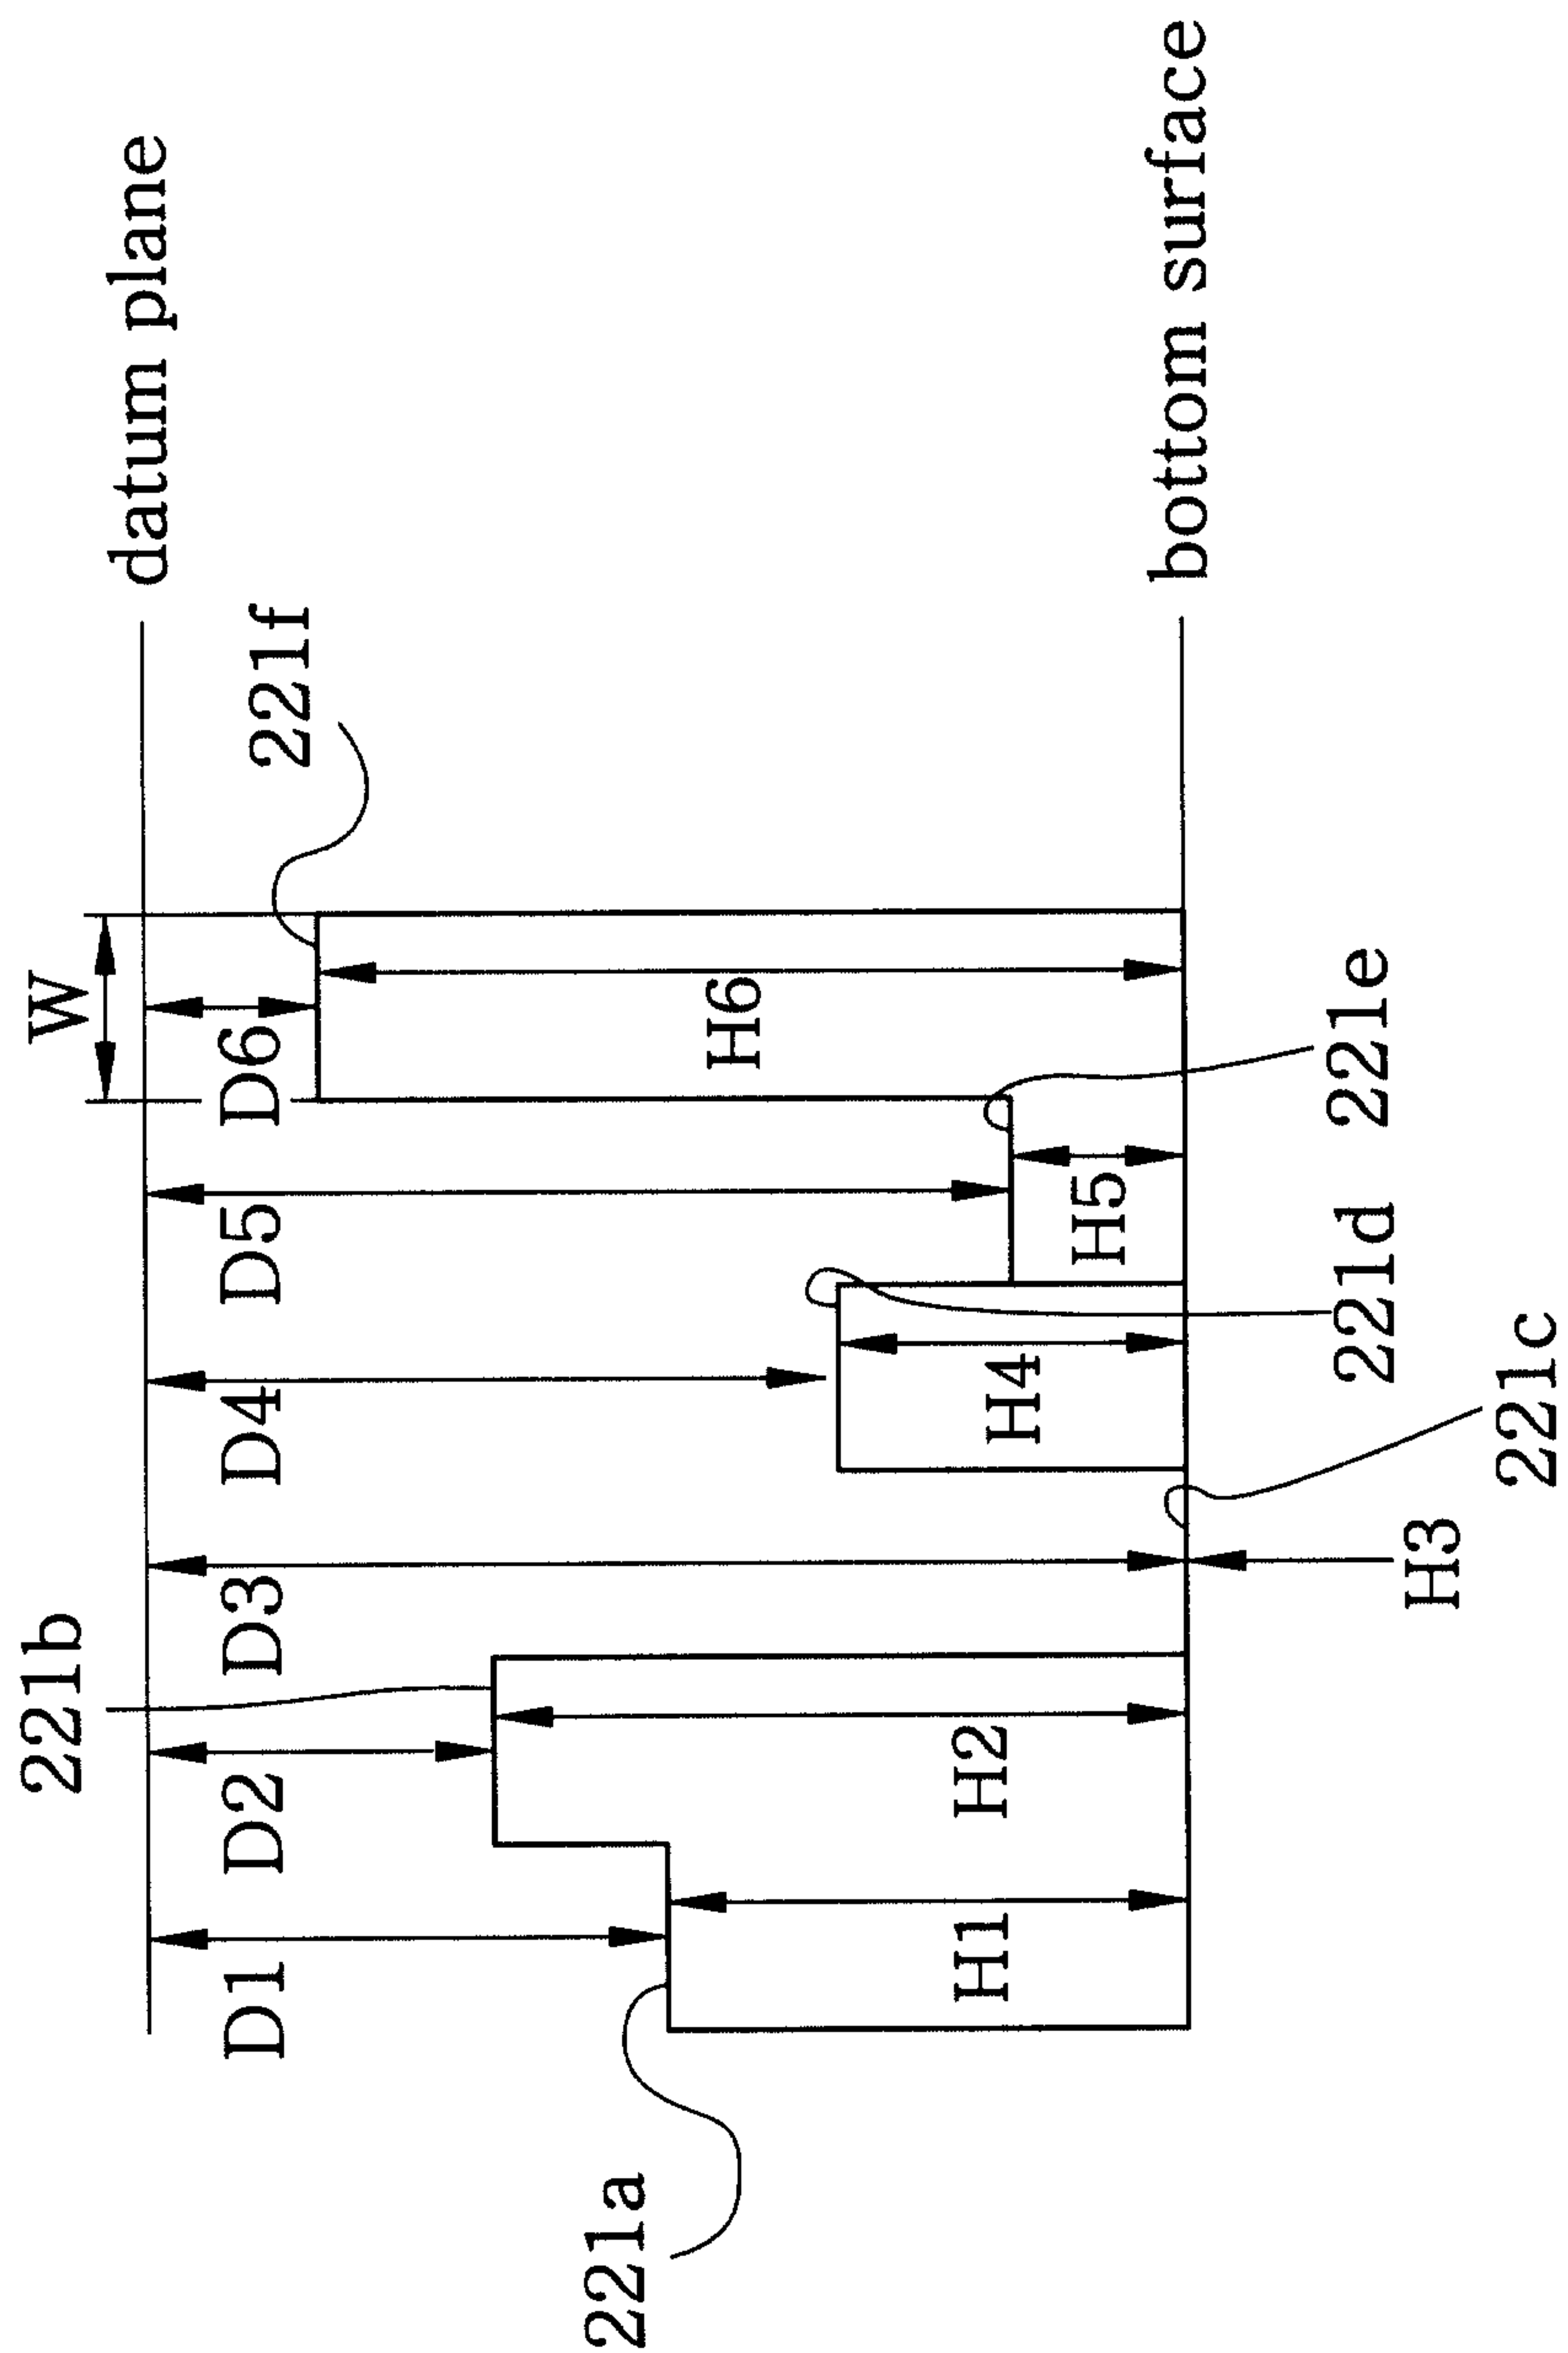 datum plane
bottom surface
W
221f
D6
H6
221e
D5
H5
221d
D4
H4
221c
D3
H3
221b
D2
H2
D1
H1
221a